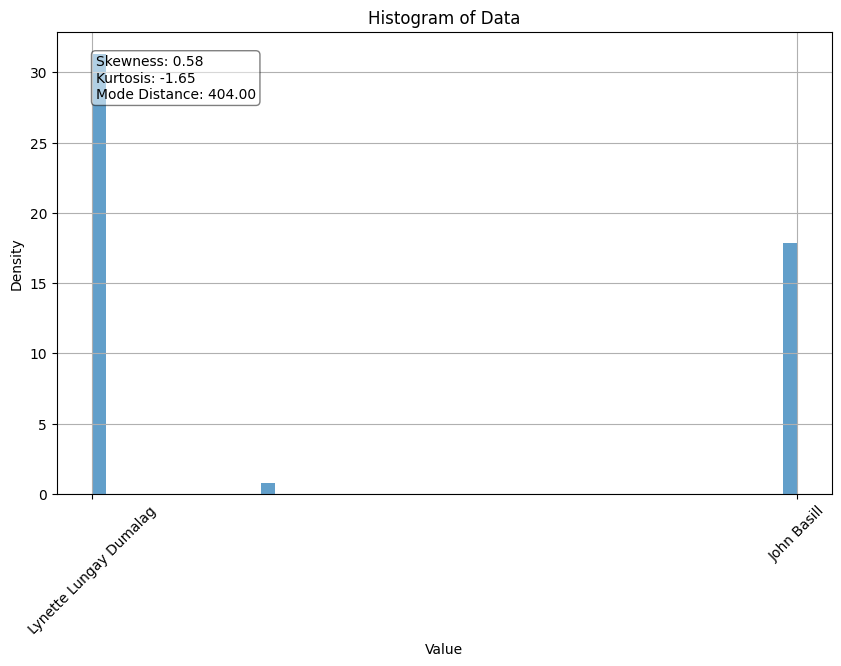 Histogram of Data
Skewness: 0.58
Kurtosis: -1.65
Mode Distance: 404.00
30
25
20
15
10
5
0
Density
Lynette Lungay Dumalag
John Basill
Value